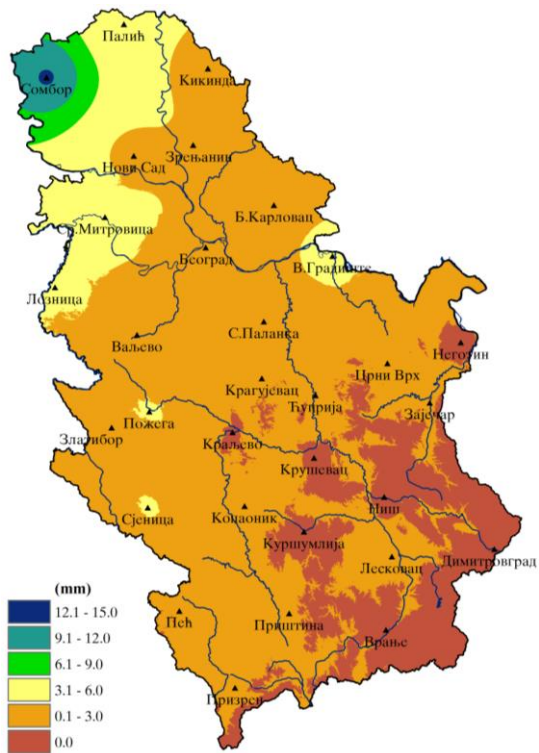 Палић
Кикинда
Сомбор
Зрењанин
Нови Сад
Б.Карловац
Ср.Митровица
Београд
В.Градиште
Лозница
С.Паланка
Ваљево
Неготин
Црни Врх
Крагујевац
Ћуприја
Зајечар
Пожега
Златибор
Краљево
Крушевац
Сјеница
Копаоник
Ниш
Куршумлија
Димитровград
Лесковац
(mm)
12.1 - 15.0
9.1 - 12.0
Пећ
Приштина
6.1 - 9.0
Врање
3.1 - 6.0
Призрен
0.1 - 3.0
0.0